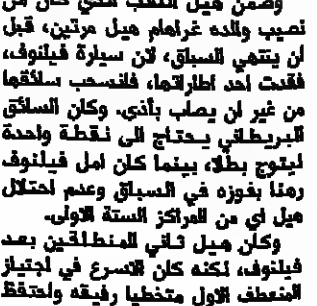 وضمن هيل اللقب الذي كان من
نصيب والده غراهام هيل مرتين، قبل
ان ينتهي السباق، لان سيارة فيلنوف،
فقدت احد اطاراتها، فانسحب سائقها
من غير ان يصاب بأذى. وكان السائق
البريطاني يحتاج الى نقطة واحدة
ليتوج بطلا، بينما كان امل فيلنوف
رهنا بفوزه في السباق وعدم احتلال
هيل اي من المراكز الستة الاولى.
وكان هيل ثاني المنطلقين بعد
فيلنوف، لكنه كان الاسرع في اجتياز
المنعطف الاول متخطيا رفيقه واحتفظ